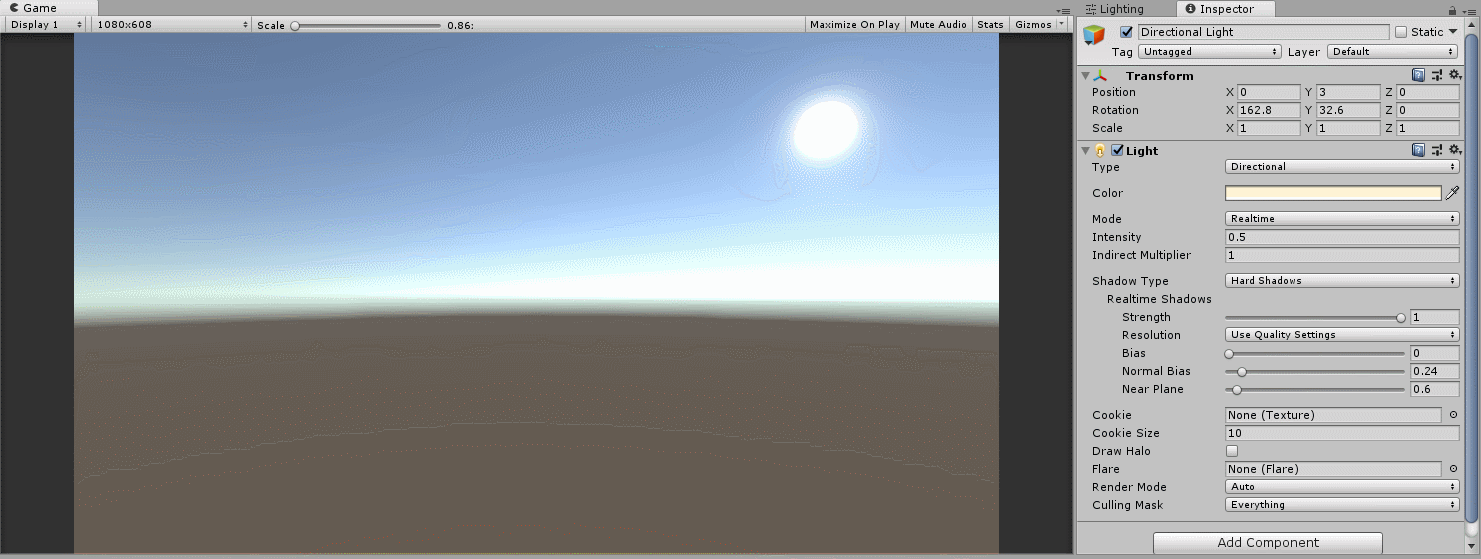 Game
Display 1 1080x608 Scale 0.86: Maximize On Play Mute Audio Stats Gizmos
Lighting Inspector
Directional Light Static
Tag Untagged Layer Default
Transform
Position X 0 Y 3 Z 0
Rotation X 162.8 Y 32.6 Z 0
Scale X 1 Y 1 Z 1
Light
Type Directional
Color
Mode Realtime
Intensity 0.5
Indirect Multiplier 1
Shadow Type Hard Shadows
Realtime Shadows
Strength 1
Resolution Use Quality Settings
Bias 0
Normal Bias 0.24
Near Plane 0.6
Cookie None (Texture)
Cookie Size 10
Draw Halo
Flare None (Flare)
Render Mode Auto
Culling Mask Everything
Add Component